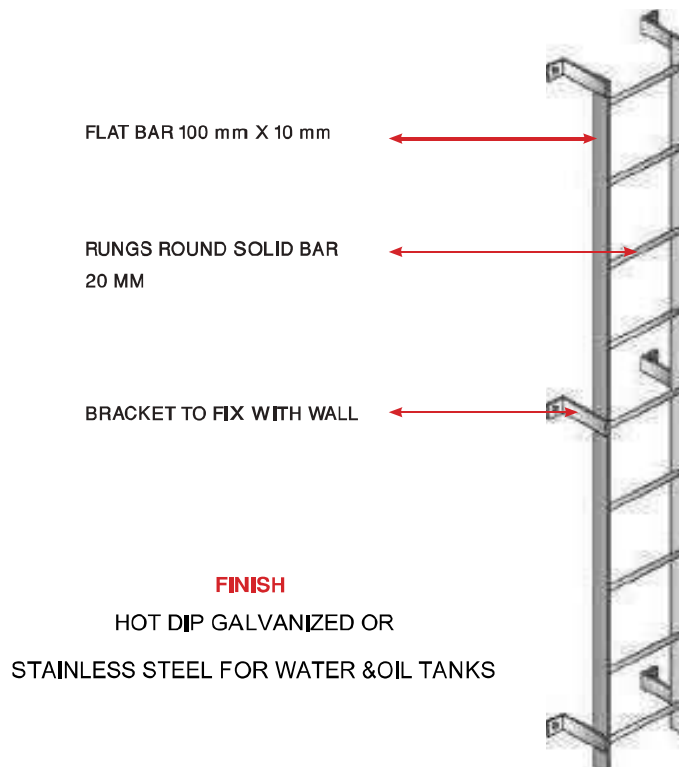 FLAT BAR 100 mm X 10 mm
RUNGS ROUND SOLID BAR
20 MM
BRACKET TO FIX WITH WALL
FINISH
HOT DIP GALVANIZED OR
STAINLESS STEEL FOR WATER &OIL TANKS